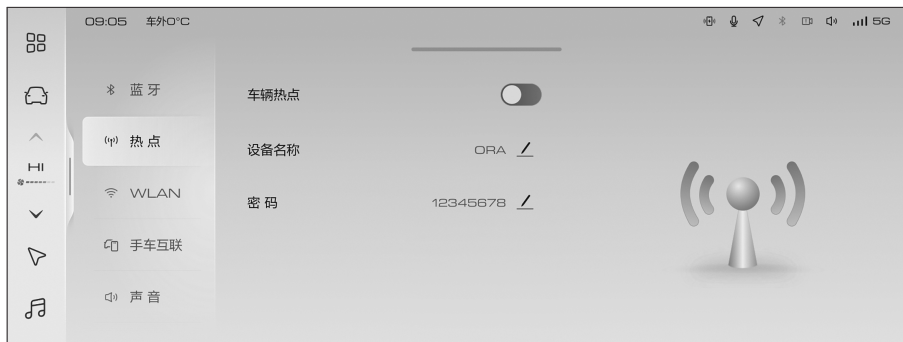 09:05 车外0°C
5G
蓝牙
车辆热点
热点
设备名称
ORA
HI
WLAN
密码
12345678
手车互联
声音